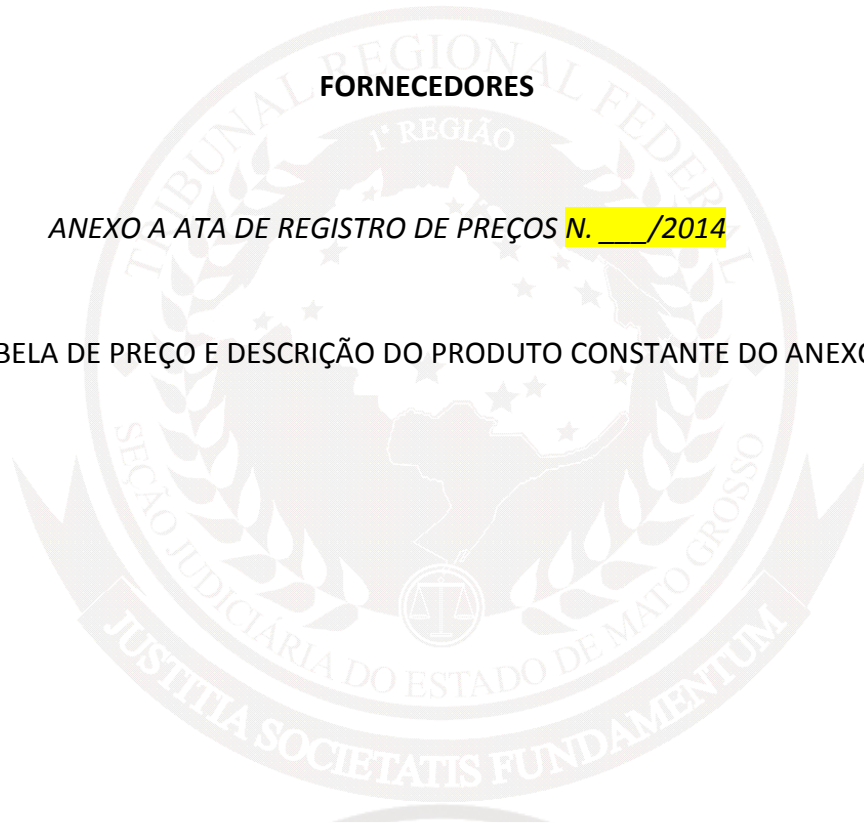 FORNECEDORES
ANEXO A ATA DE REGISTRO DE PREÇOS N. ___/2014
BELA DE PREÇO E DESCRIÇÃO DO PRODUTO CONSTANTE DO ANEXO
TRIBUNAL REGIONAL FEDERAL
1ª REGIÃO
SEÇÃO JUDICIÁRIA DO ESTADO DE MATO GROSSO
JUSTITIA SOCIETATIS FUNDAMENTUM